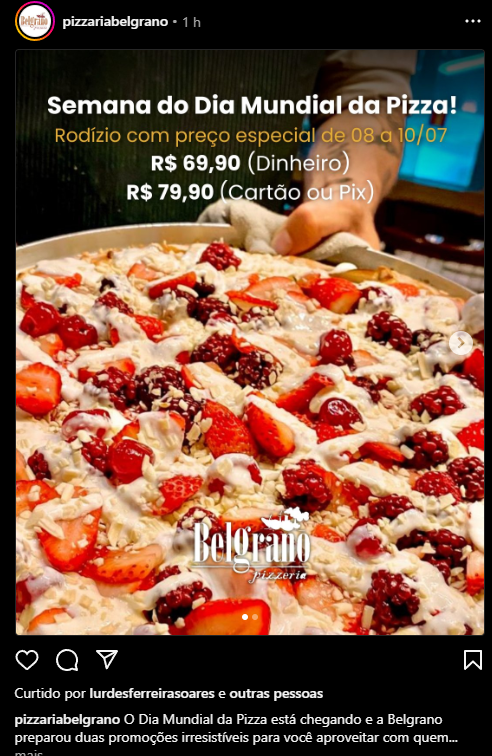 pizzariabelgrano • 1 h
Semana do Dia Mundial da Pizza!
Rodízio com preço especial de 08 a 10/07
R$ 69,90 (Dinheiro)
R$ 79,90 (Cartão ou Pix)
Belgrano
pizzeria
Curtido por lurdesferreirasoares e outras pessoas
pizzariabelgrano O Dia Mundial da Pizza está chegando e a Belgrano
preparou duas promoções irresistíveis para você aproveitar com quem...
mais